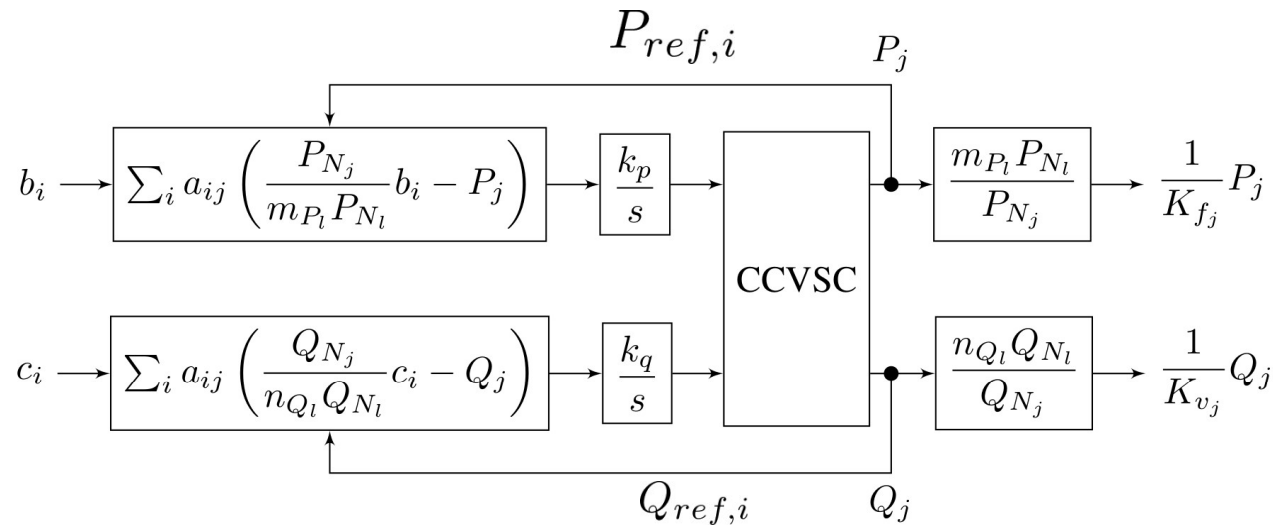 P_{ref,i}
P_j
b_i
\sum_i a_{ij} \left( \frac{P_{N_j}}{m_{P_l} P_{N_l}} b_i - P_j \right)
\frac{k_p}{s}
\frac{m_{P_l} P_{N_l}}{P_{N_j}}
\frac{1}{K_{f_j}} P_j
CCVSC
c_i
\sum_i a_{ij} \left( \frac{Q_{N_j}}{n_{Q_l} Q_{N_l}} c_i - Q_j \right)
\frac{k_q}{s}
\frac{n_{Q_l} Q_{N_l}}{Q_{N_j}}
\frac{1}{K_{v_j}} Q_j
Q_{ref,i}
Q_j